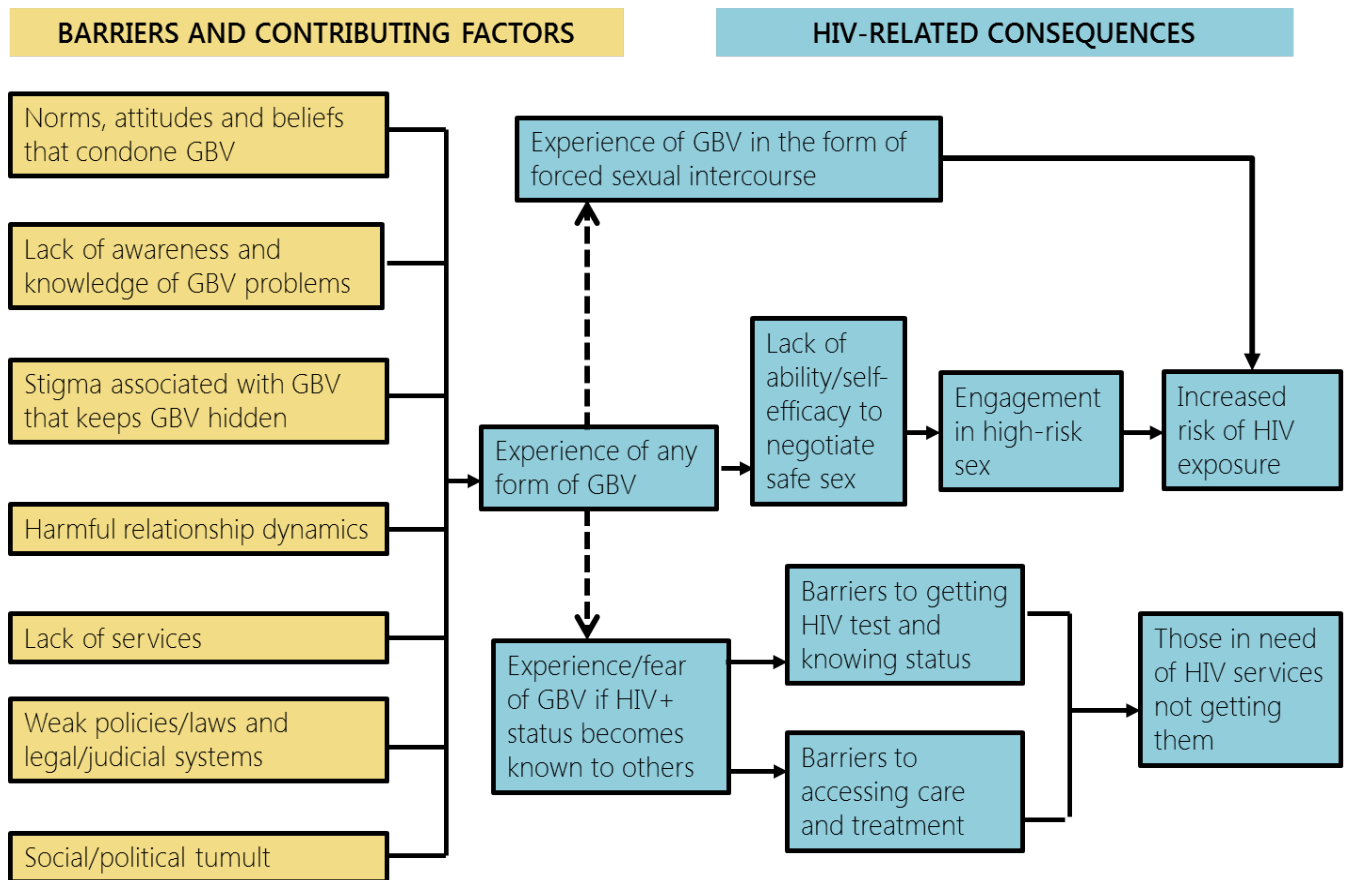 BARRIERS AND CONTRIBUTING FACTORS
HIV-RELATED CONSEQUENCES
Norms, attitudes and beliefs
that condone GBV
Lack of awareness and
knowledge of GBV problems
Stigma associated with GBV
that keeps GBV hidden
Harmful relationship dynamics
Lack of services
Weak policies/laws and
legal/judicial systems
Social/political tumult
Experience of any
form of GBV
Experience of GBV in the form of
forced sexual intercourse
Lack of
ability/self-
efficacy to
negotiate
safe sex
Engagement
in high-risk
sex
Increased
risk of HIV
exposure
Experience/fear
of GBV if HIV+
status becomes
known to others
Barriers to getting
HIV test and
knowing status
Barriers to
accessing care
and treatment
Those in need
of HIV services
not getting
them